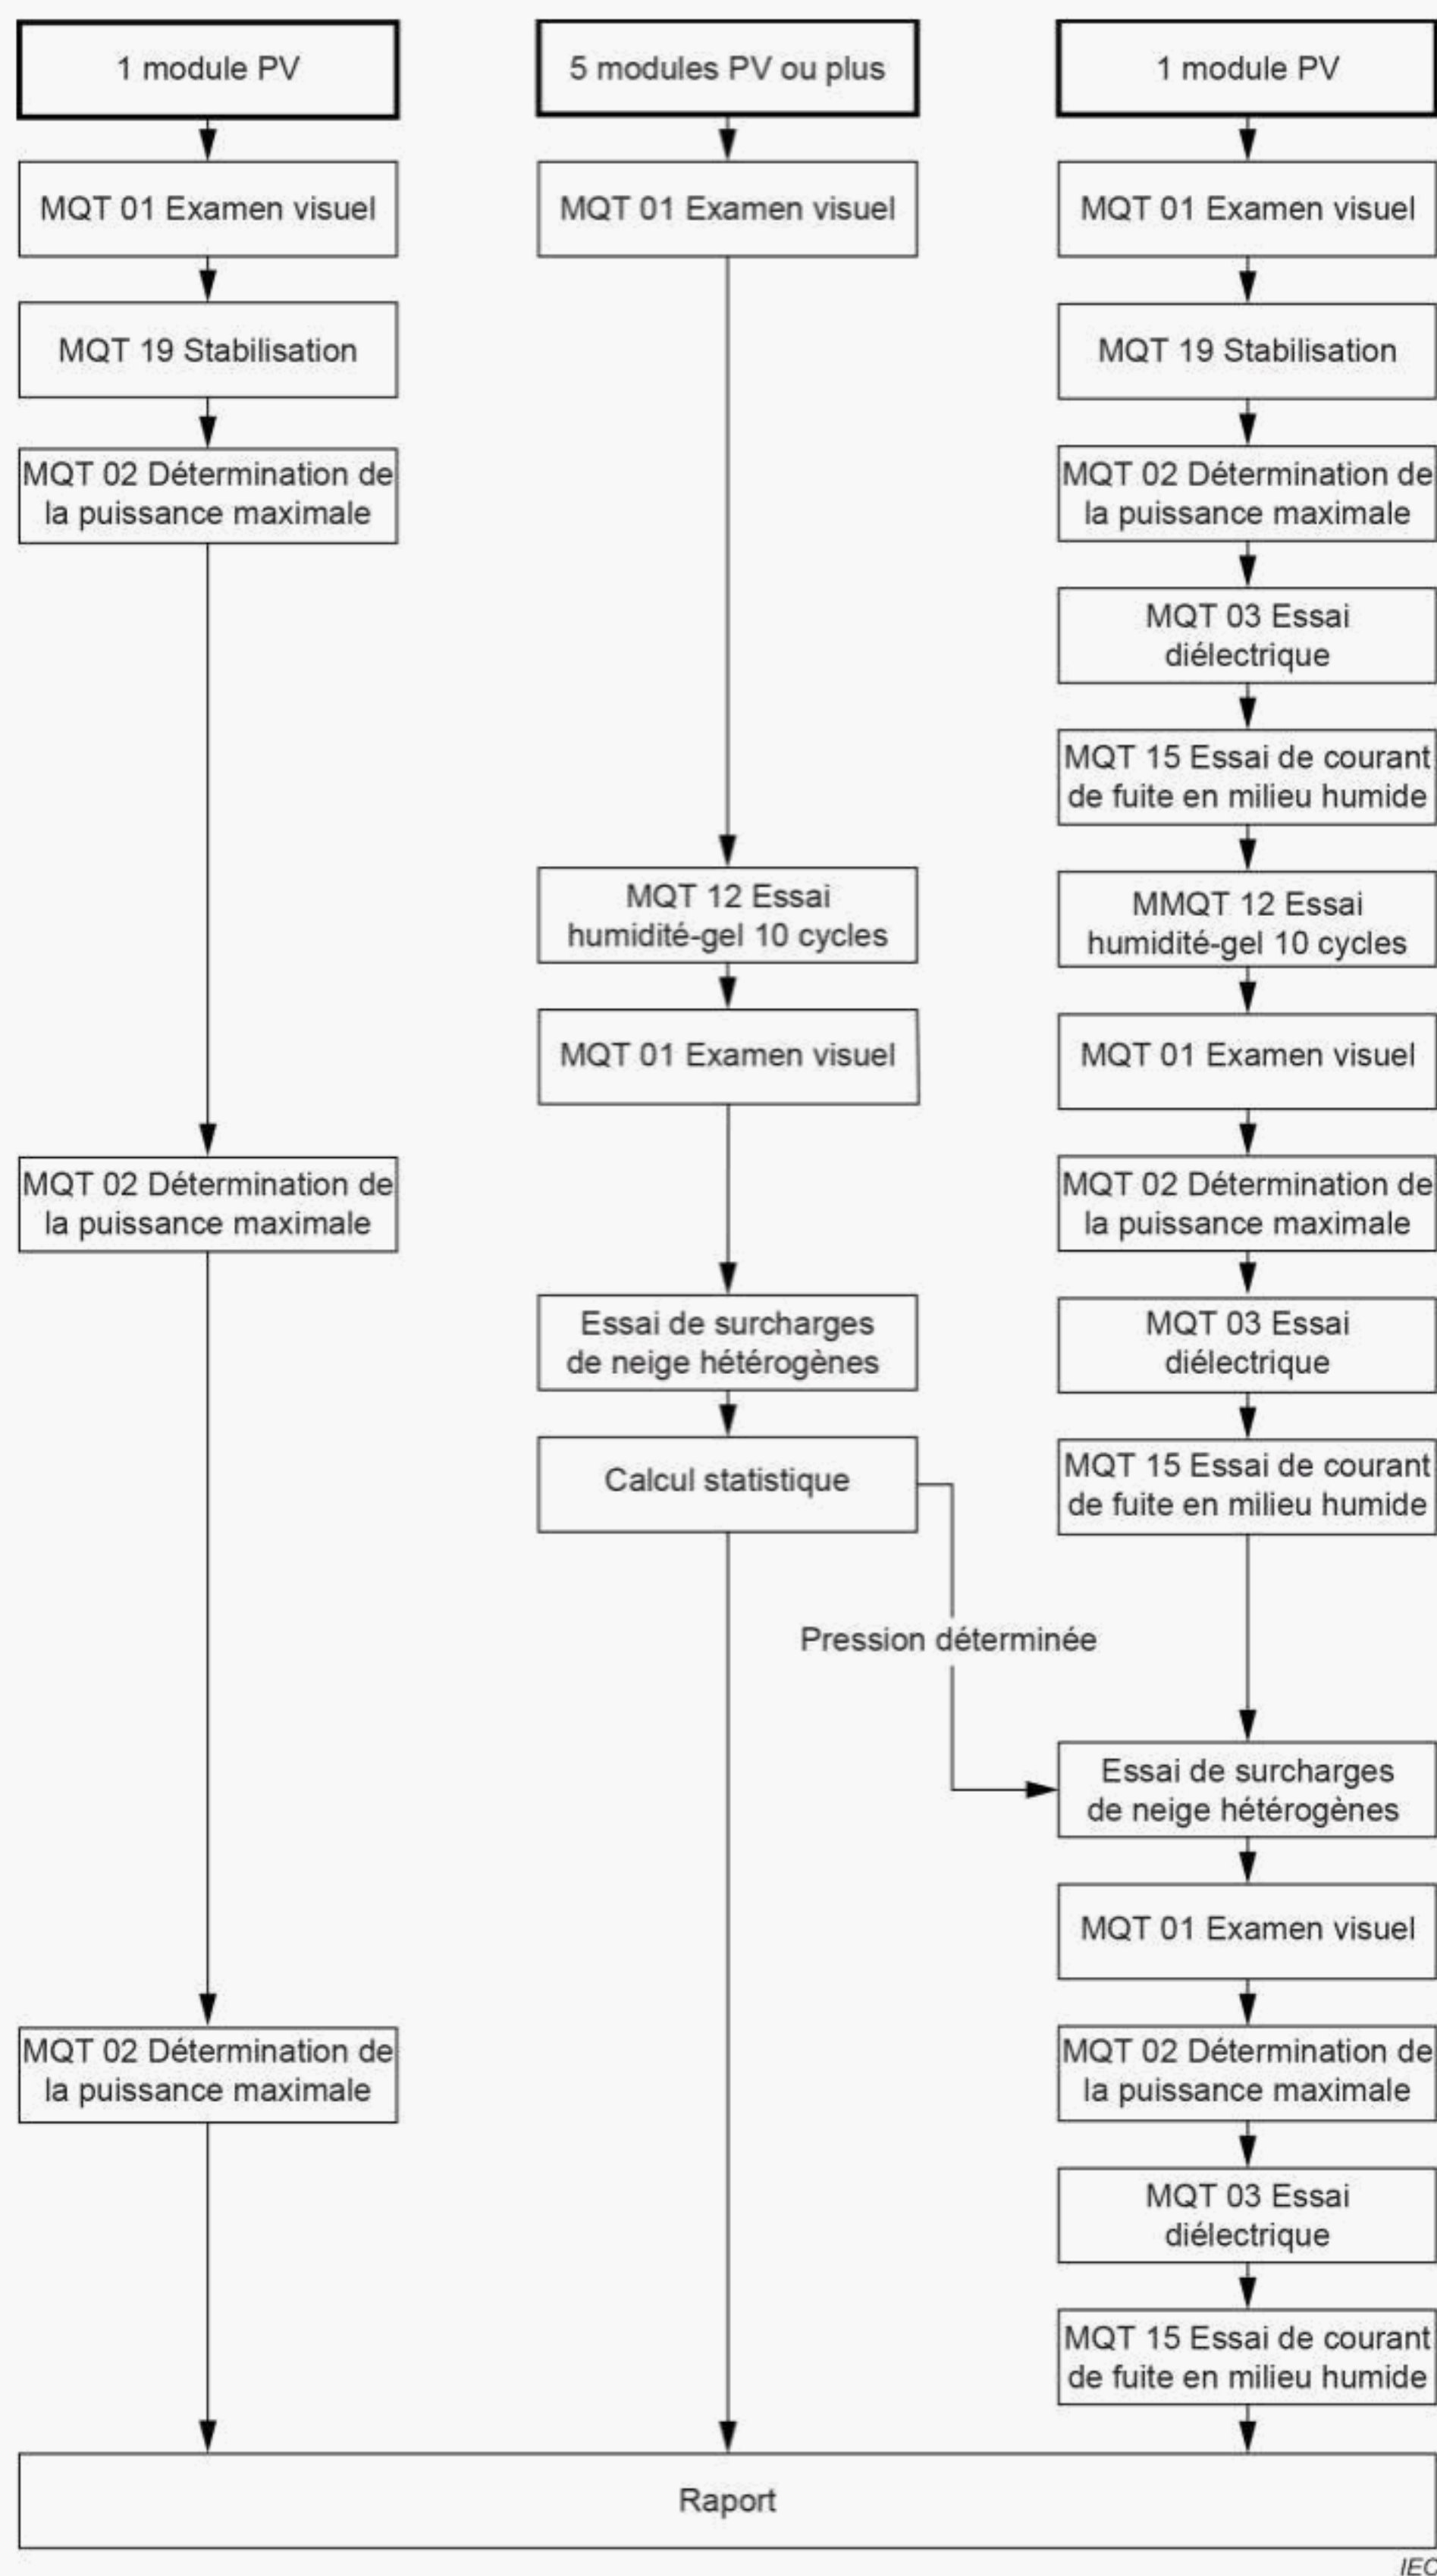 1 module PV
5 modules PV ou plus
1 module PV
MQT 01 Examen visuel
MQT 01 Examen visuel
MQT 01 Examen visuel
MQT 19 Stabilisation
MQT 19 Stabilisation
MQT 02 Détermination de
la puissance maximale
MQT 02 Détermination de
la puissance maximale
MQT 03 Essai
diélectrique
MQT 15 Essai de courant
de fuite en milieu humide
MQT 12 Essai
humidité-gel 10 cycles
MMQT 12 Essai
humidité-gel 10 cycles
MQT 01 Examen visuel
MQT 01 Examen visuel
MQT 02 Détermination de
la puissance maximale
MQT 02 Détermination de
la puissance maximale
Essai de surcharges
de neige hétérogènes
MQT 03 Essai
diélectrique
Calcul statistique
MQT 15 Essai de courant
de fuite en milieu humide
Pression déterminée
Essai de surcharges
de neige hétérogènes
MQT 01 Examen visuel
MQT 02 Détermination de
la puissance maximale
MQT 02 Détermination de
la puissance maximale
MQT 03 Essai
diélectrique
MQT 15 Essai de courant
de fuite en milieu humide
Raport
IEC